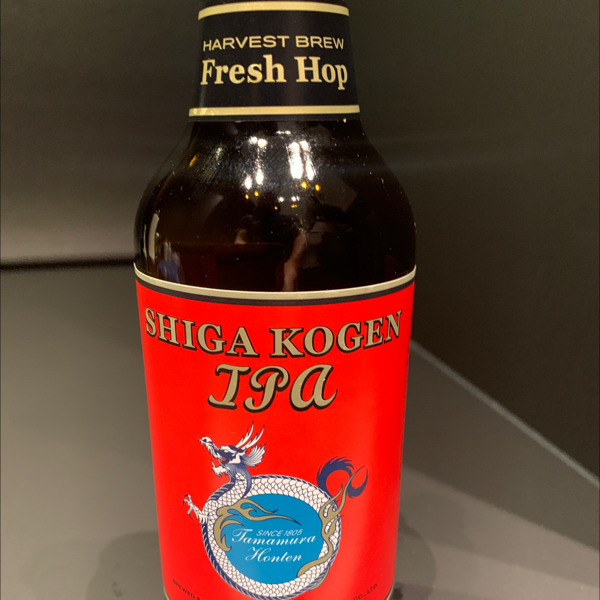 HARVEST BREW
Fresh Hop
SHIGA KOGEN
IPA
SINCE 1805
Tamamura
Honten